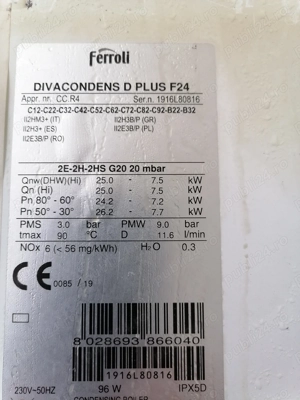 Ferroli
DIVACONDENS D PLUS F24
Appr. nr. CC.R4 Ser.n. 1916L80816
C12-C22-C32-C42-C52-C62-C72-C82-C92-B22-B32
II2HM3+ (IT) II2H3B/P (GR)
II2H3+ (ES) II2E3B/P (PL)
II2E3B/P (RO)
2E-2H-2HS G20 20 mbar
Qnw(DHW)(Hi) 25.0 - 7.5 kW
Qn (Hi) 25.0 - 7.5 kW
Pn 80° - 60° 24.2 - 7.2 kW
Pn 50° - 30° 26.2 - 7.7 kW
PMS 3.0 bar PMW 9.0 bar
tmax 90 °C D 11.6 l/min
NOx 6 (< 56 mg/kWh) H2O 0.3
CE 0085 / 19
8 028693 866040
1916L80816
230V~50HZ 96 W IPX5D
CONDENSING BOILER